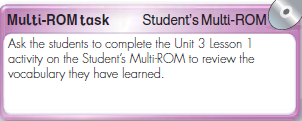 Multi-ROM task Student's Multi-ROM
Ask the students to complete the Unit 3 Lesson 1
activity on the Student's Multi-ROM to review the
vocabulary they have learned.